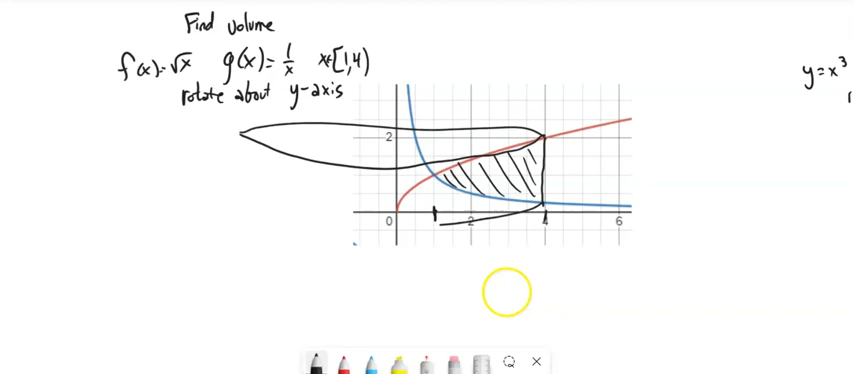 Find volume
f(x)=√x g(x)=1/x x∈[1,4)
rotate about y-axis
y=x³
2
0 2 4 6